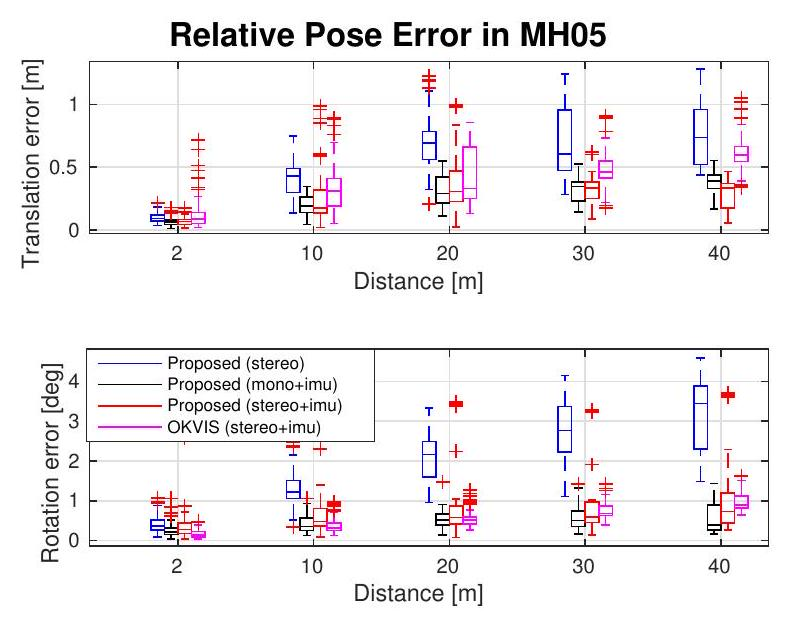 Relative Pose Error in MH05
Translation error [m]
1
0.5
0
2 10 20 30 40
Distance [m]
Rotation error [deg]
Proposed (stereo)
Proposed (mono+imu)
Proposed (stereo+imu)
OKVIS (stereo+imu)
4
3
2
1
0
2 10 20 30 40
Distance [m]